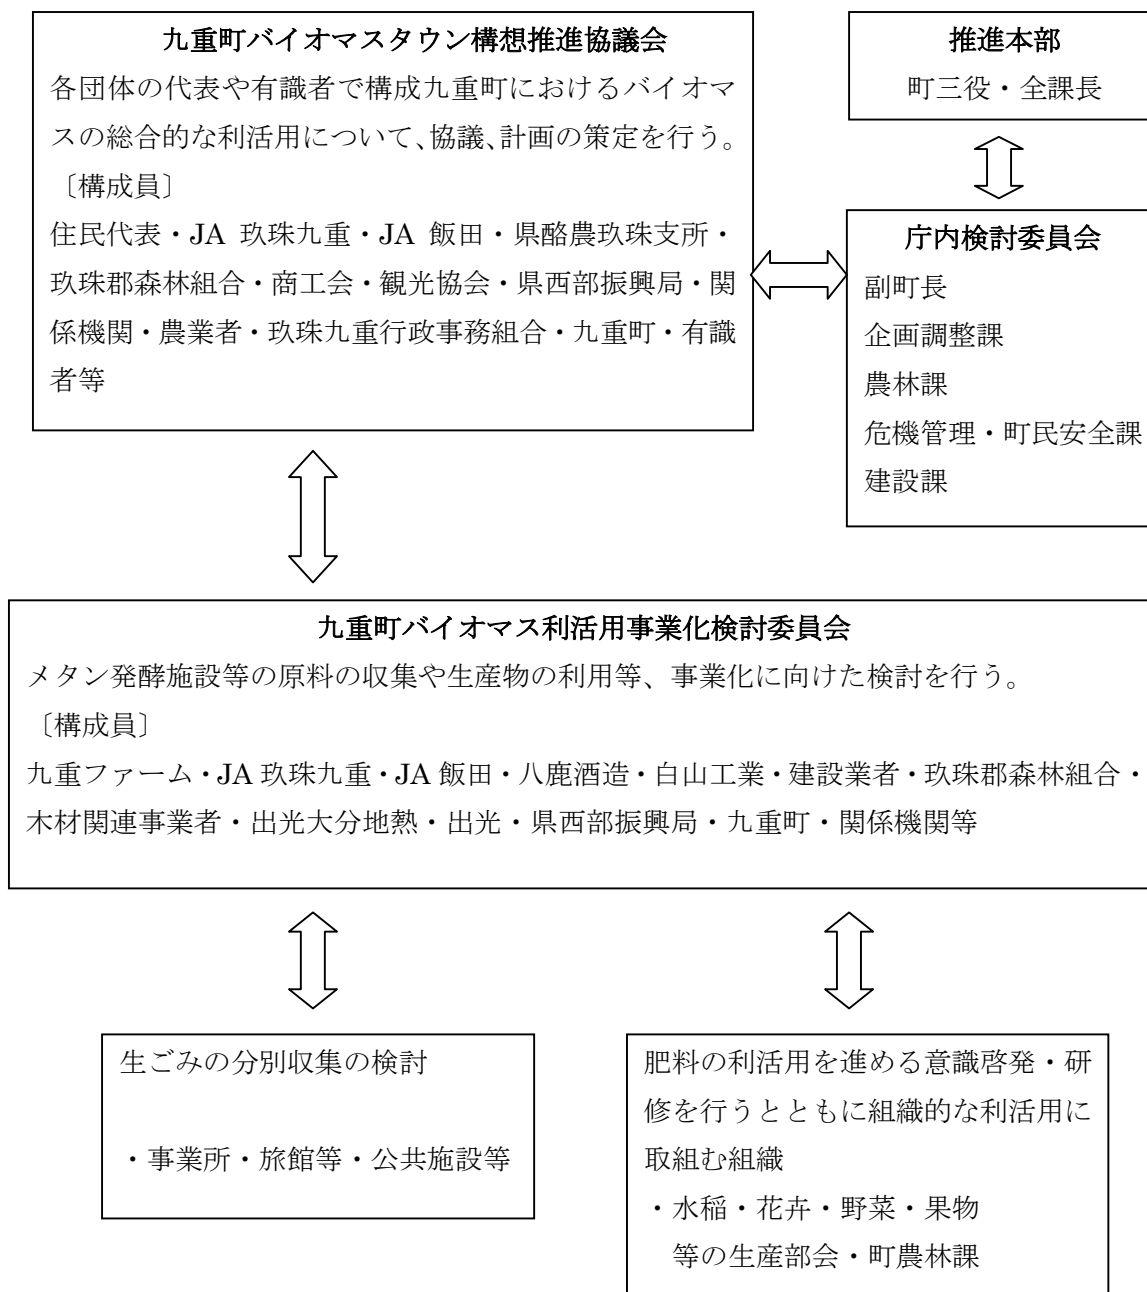 九重町バイオマスタウン構想推進協議会
各団体の代表や有識者で構成九重町におけるバイオマ
スの総合的な利活用について、協議、計画の策定を行う。
〔構成員〕
住民代表・JA 玖珠九重・JA 飯田・県酪農玖珠支所・
玖珠郡森林組合・商工会・観光協会・県西部振興局・関
係機関・農業者・玖珠九重行政事務組合・九重町・有識
者等
推進本部
町三役・全課長
庁内検討委員会
副町長
企画調整課
農林課
危機管理・町民安全課
建設課
九重町バイオマス利活用事業化検討委員会
メタン発酵施設等の原料の収集や生産物の利用等、事業化に向けた検討を行う。
〔構成員〕
九重ファーム・JA 玖珠九重・JA 飯田・八鹿酒造・白山工業・建設業者・玖珠郡森林組合・
木材関連事業者・出光大分地熱・出光・県西部振興局・九重町・関係機関等
生ごみの分別収集の検討
・事業所・旅館等・公共施設等
肥料の利活用を進める意識啓発・研
修を行うとともに組織的な利活用に
取組む組織
・水稲・花卉・野菜・果物
等の生産部会・町農林課